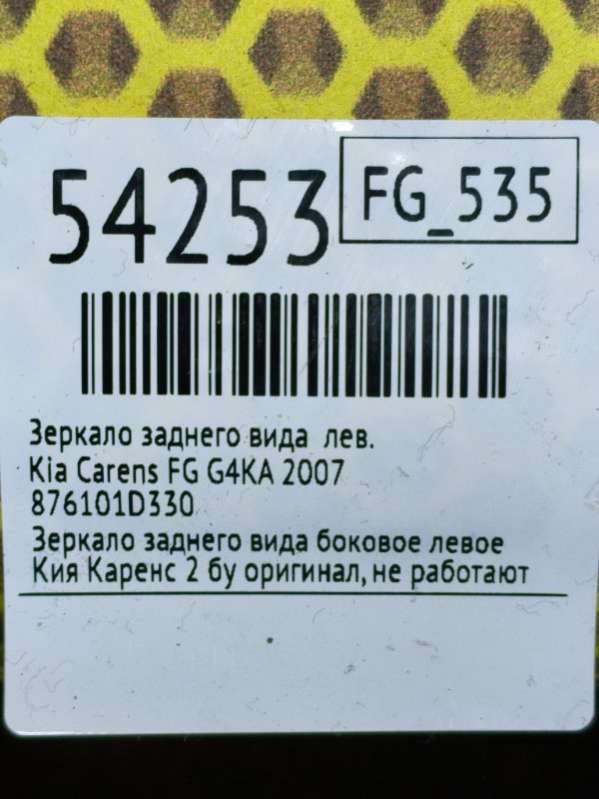 54253
FG_535
Зеркало заднего вида лев.
Kia Carens FG G4KA 2007
876101D330
Зеркало заднего вида боковое левое
Кия Каренс 2 бу оригинал, не работают